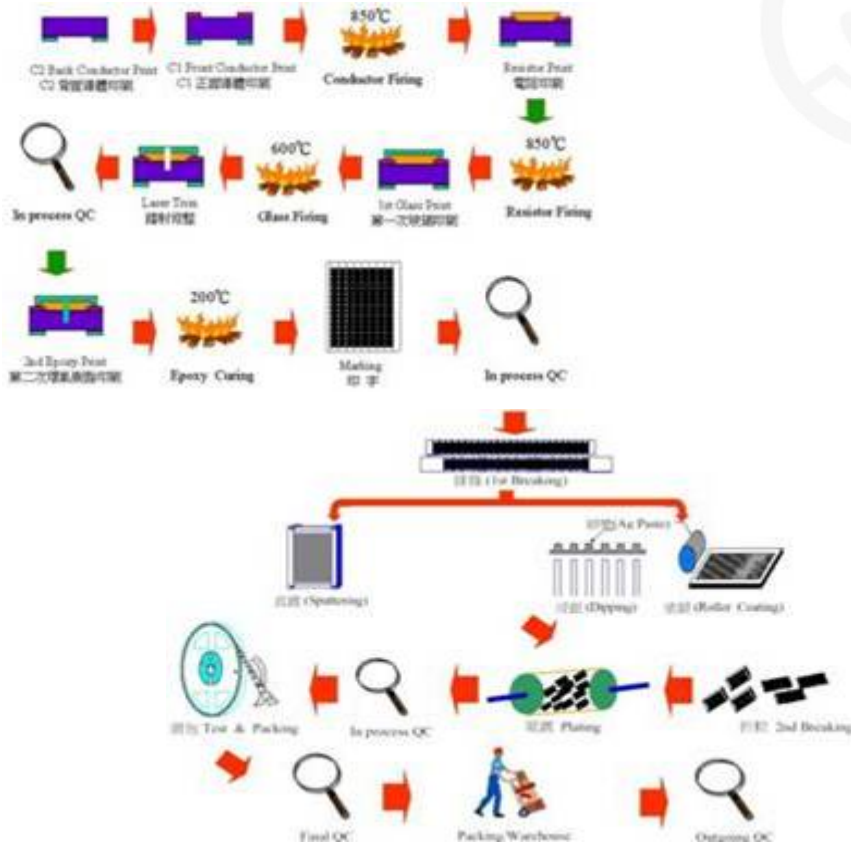 850℃
C2 Back Conductor Print
C2 背面導體印刷
C1 Front Conductor Print
C1 正面導體印刷
Conductor Firing
Resistor Print
電阻印刷
In process QC
Laser Trim
鐳射修整
600℃
Glass Firing
1st Glass Print
第一次玻璃印刷
850℃
Resistor Firing
2nd Epoxy Print
第二次環氧樹脂印刷
200℃
Epoxy Curing
Marking
印 字
In process QC
(1st Breaking)
(Ag Paste)
(Sputtering)
(Dipping)
(Roller Coating)
Test & Packing
In process QC
Plating
2nd Breaking
Final QC
Packing/Warehouse
Outgoing QC